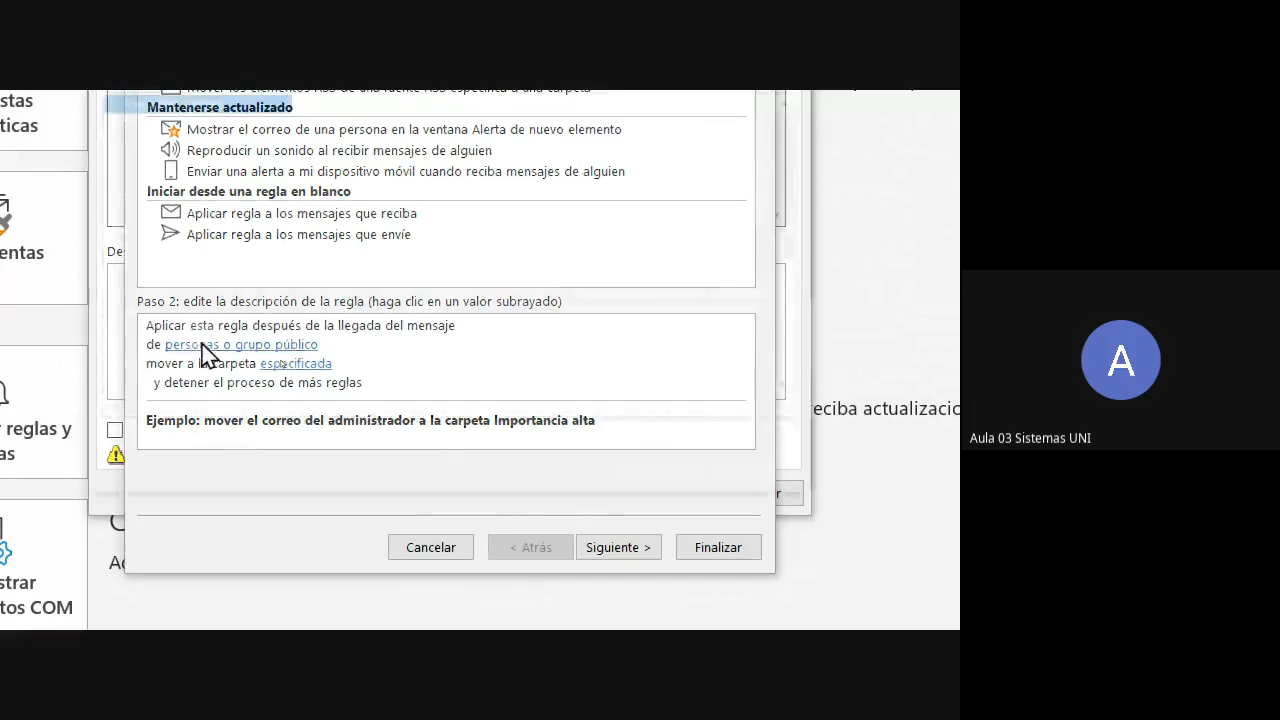 stas
ticas
entas
r reglas y
as
strar
tos COM
Mantenerse actualizado
Mostrar el correo de una persona en la ventana Alerta de nuevo elemento
Reproducir un sonido al recibir mensajes de alguien
Enviar una alerta a mi dispositivo móvil cuando reciba mensajes de alguien
Iniciar desde una regla en blanco
Aplicar regla a los mensajes que reciba
Aplicar regla a los mensajes que envíe
De
Paso 2: edite la descripción de la regla (haga clic en un valor subrayado)
Aplicar esta regla después de la llegada del mensaje
de personas o grupo público
mover a la carpeta especificada
y detener el proceso de más reglas
Ejemplo: mover el correo del administrador a la carpeta Importancia alta
eciba actualizacio
r
Ac
Cancelar
< Atrás
Siguiente >
Finalizar
A
Aula 03 Sistemas UNI